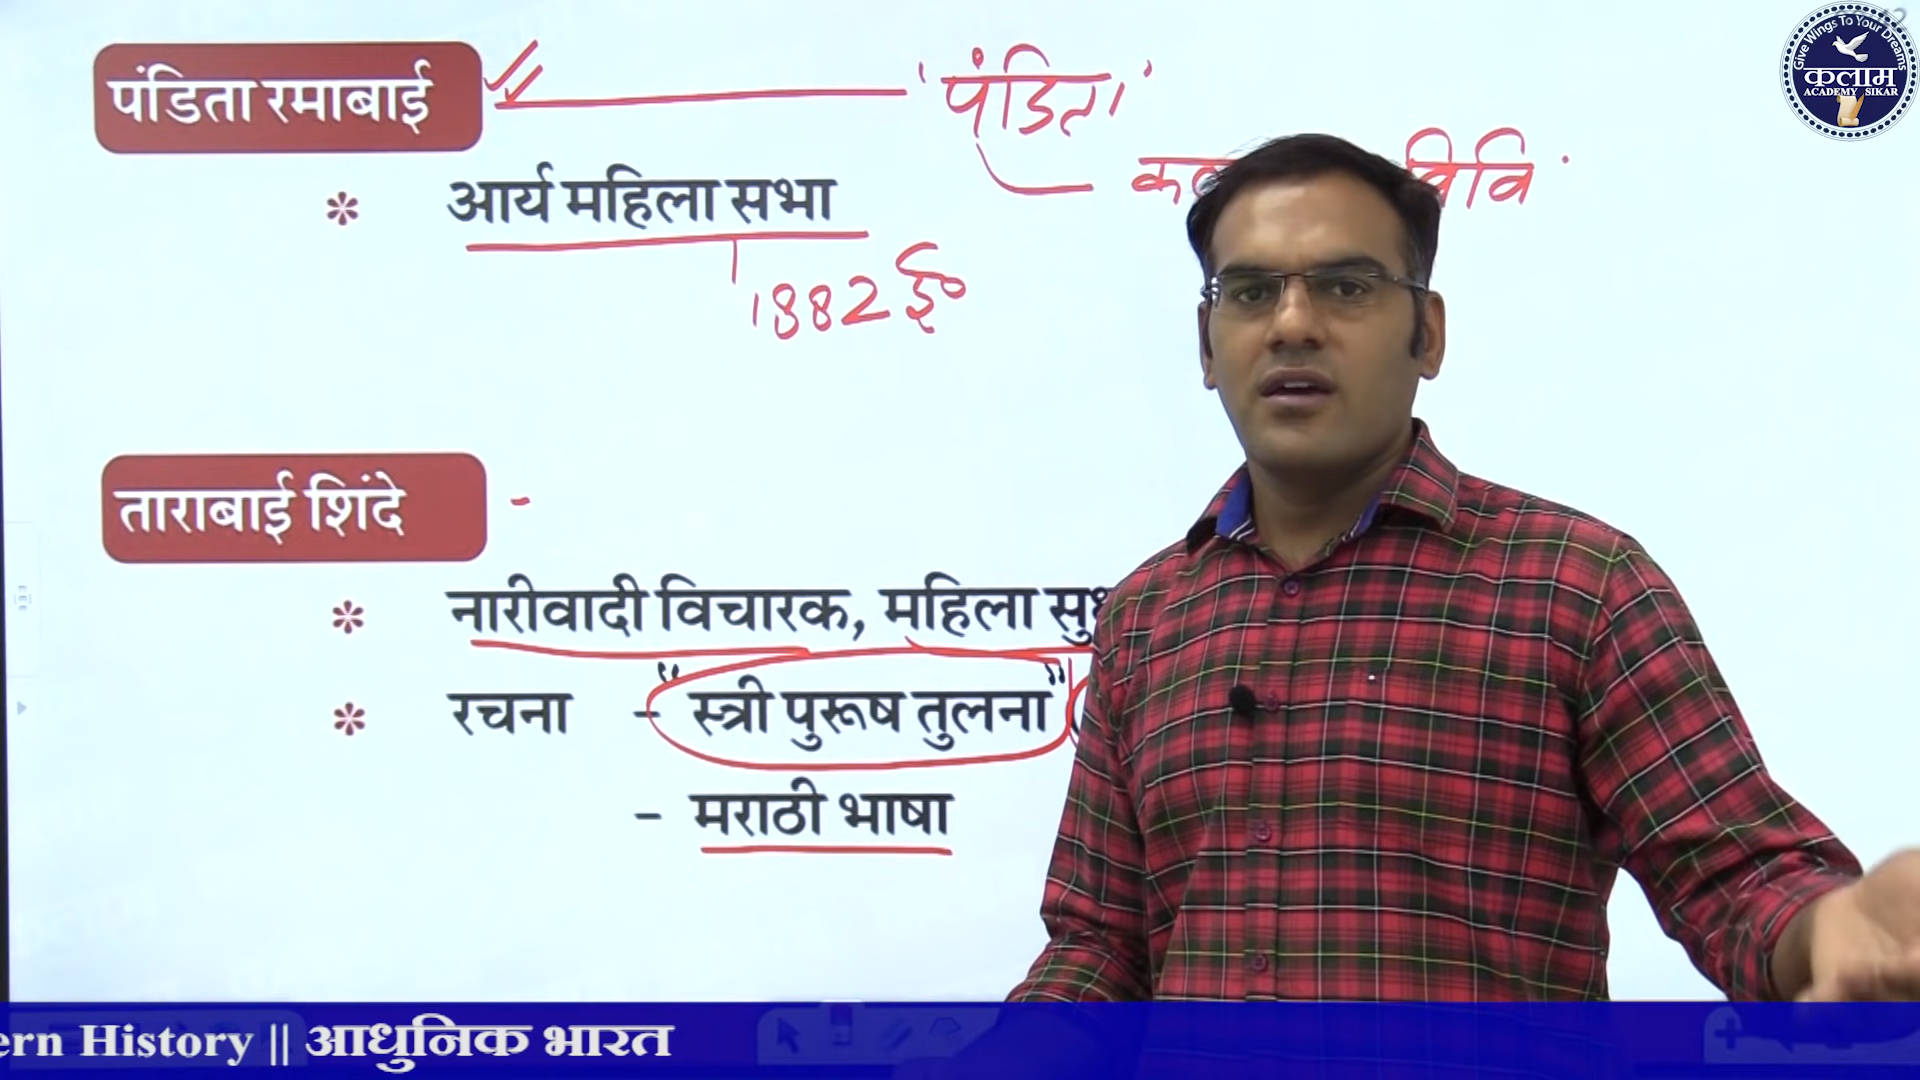 पंडिता रमाबाई
'पंडिता'
विवि
* आर्य महिला सभा
1882 ई०
ताराबाई शिंदे -
* नारीवादी विचारक, महिला
* रचना - "स्त्री पुरूष तुलना"
- मराठी भाषा
Give Wings To Your Dreams
कलाम
ACADEMY SIKAR
ern History || आधुनिक भारत